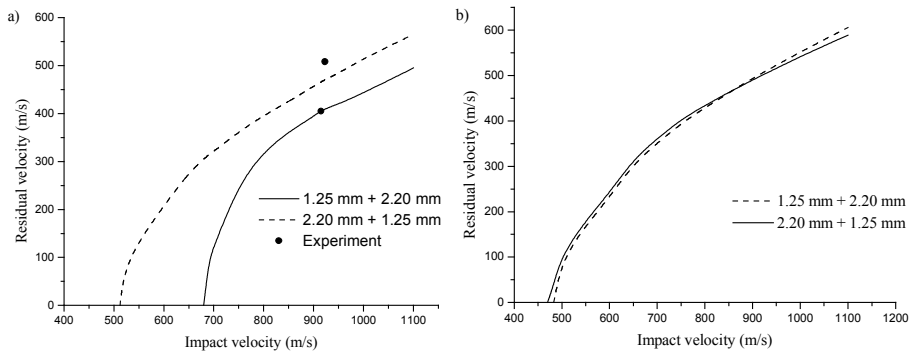 a)
600
500
400
300
200
100
0
Residual velocity (m/s)
1.25 mm + 2.20 mm
2.20 mm + 1.25 mm
Experiment
400 500 600 700 800 900 1000 1100
Impact velocity (m/s)
b)
600
500
400
300
200
100
0
Residual velocity (m/s)
1.25 mm + 2.20 mm
2.20 mm + 1.25 mm
400 500 600 700 800 900 1000 1100 1200
Impact velocity (m/s)